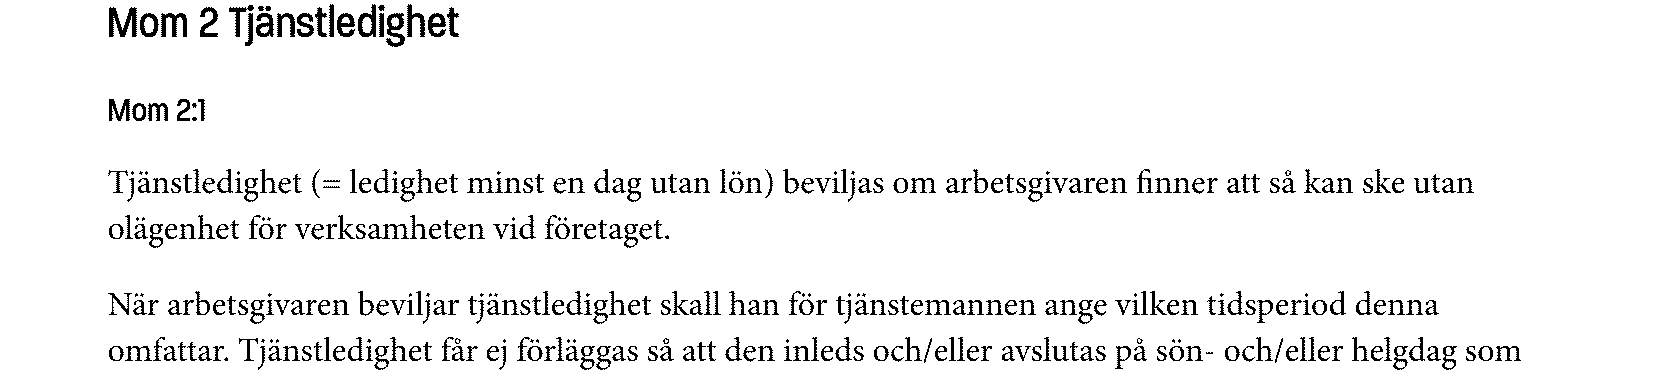 Mom 2 Tjänstledighet
Mom 2:1
Tjänstledighet (= ledighet minst en dag utan lön) beviljas om arbetsgivaren finner att så kan ske utan
olägenhet för verksamheten vid företaget.
När arbetsgivaren beviljar tjänstledighet skall han för tjänstemannen ange vilken tidsperiod denna
omfattar. Tjänstledighet får ej förläggas så att den inleds och/eller avslutas på sön- och/eller helgdag som